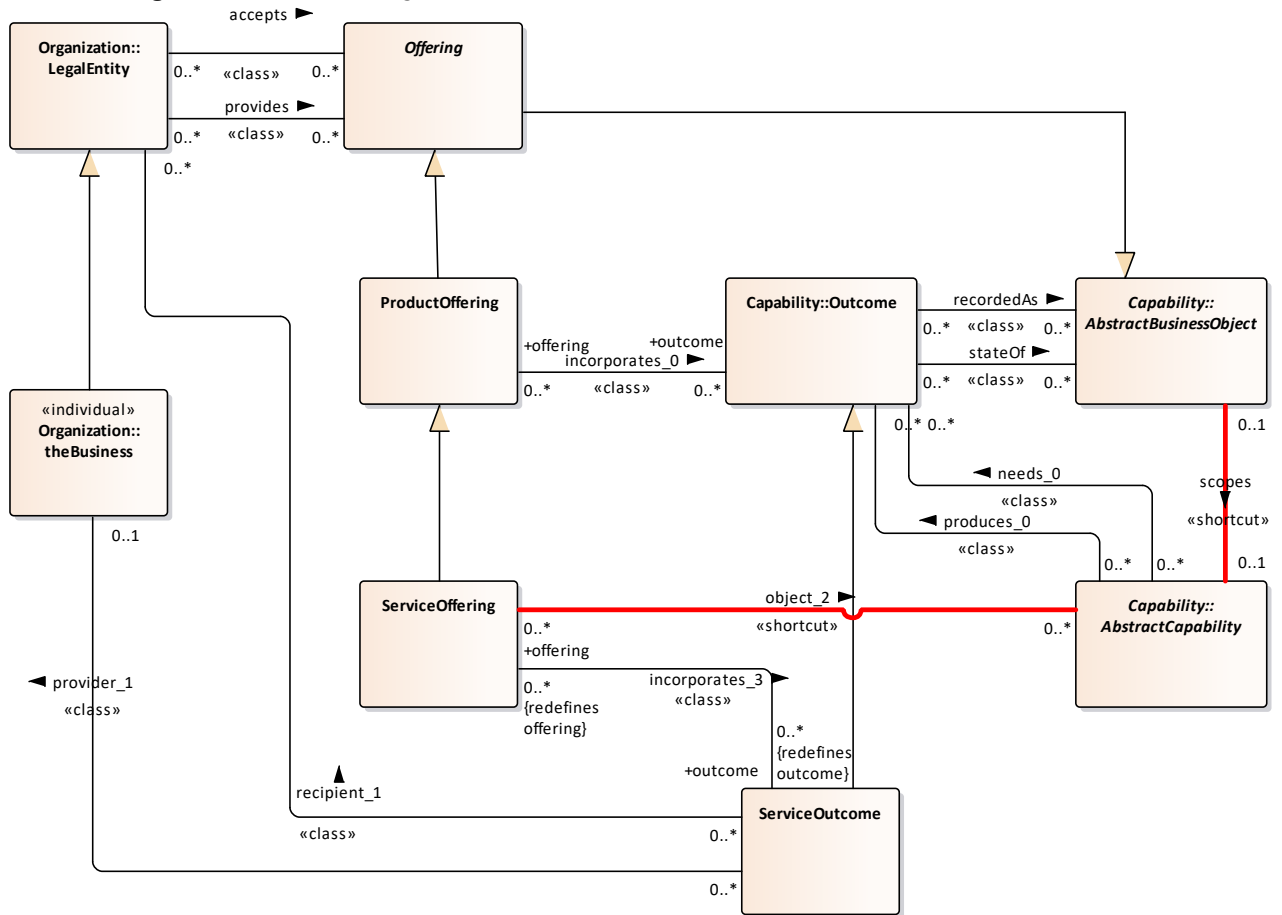 accepts
Organization::
LegalEntity
0..*
«class»
0..*
provides
0..*
«class»
0..*
0..*
Offering
ProductOffering
+offering
+outcome
incorporates_0
0..*
«class»
0..*
Capability::Outcome
recordedAs
0..*
«class»
0..*
stateOf
0..*
«class»
0..*
Capability::
AbstractBusinessObject
0..*
0..*
0..1
«individual»
Organization::
theBusiness
0..1
needs_0
«class»
produces_0
«class»
0..*
0..*
scopes
«shortcut»
0..1
ServiceOffering
object_2
0..*
«shortcut»
0..*
Capability::
AbstractCapability
+offering
0..*
{redefines
offering}
incorporates_3
«class»
0..*
{redefines
outcome}
+outcome
provider_1
«class»
recipient_1
«class»
0..*
0..*
ServiceOutcome